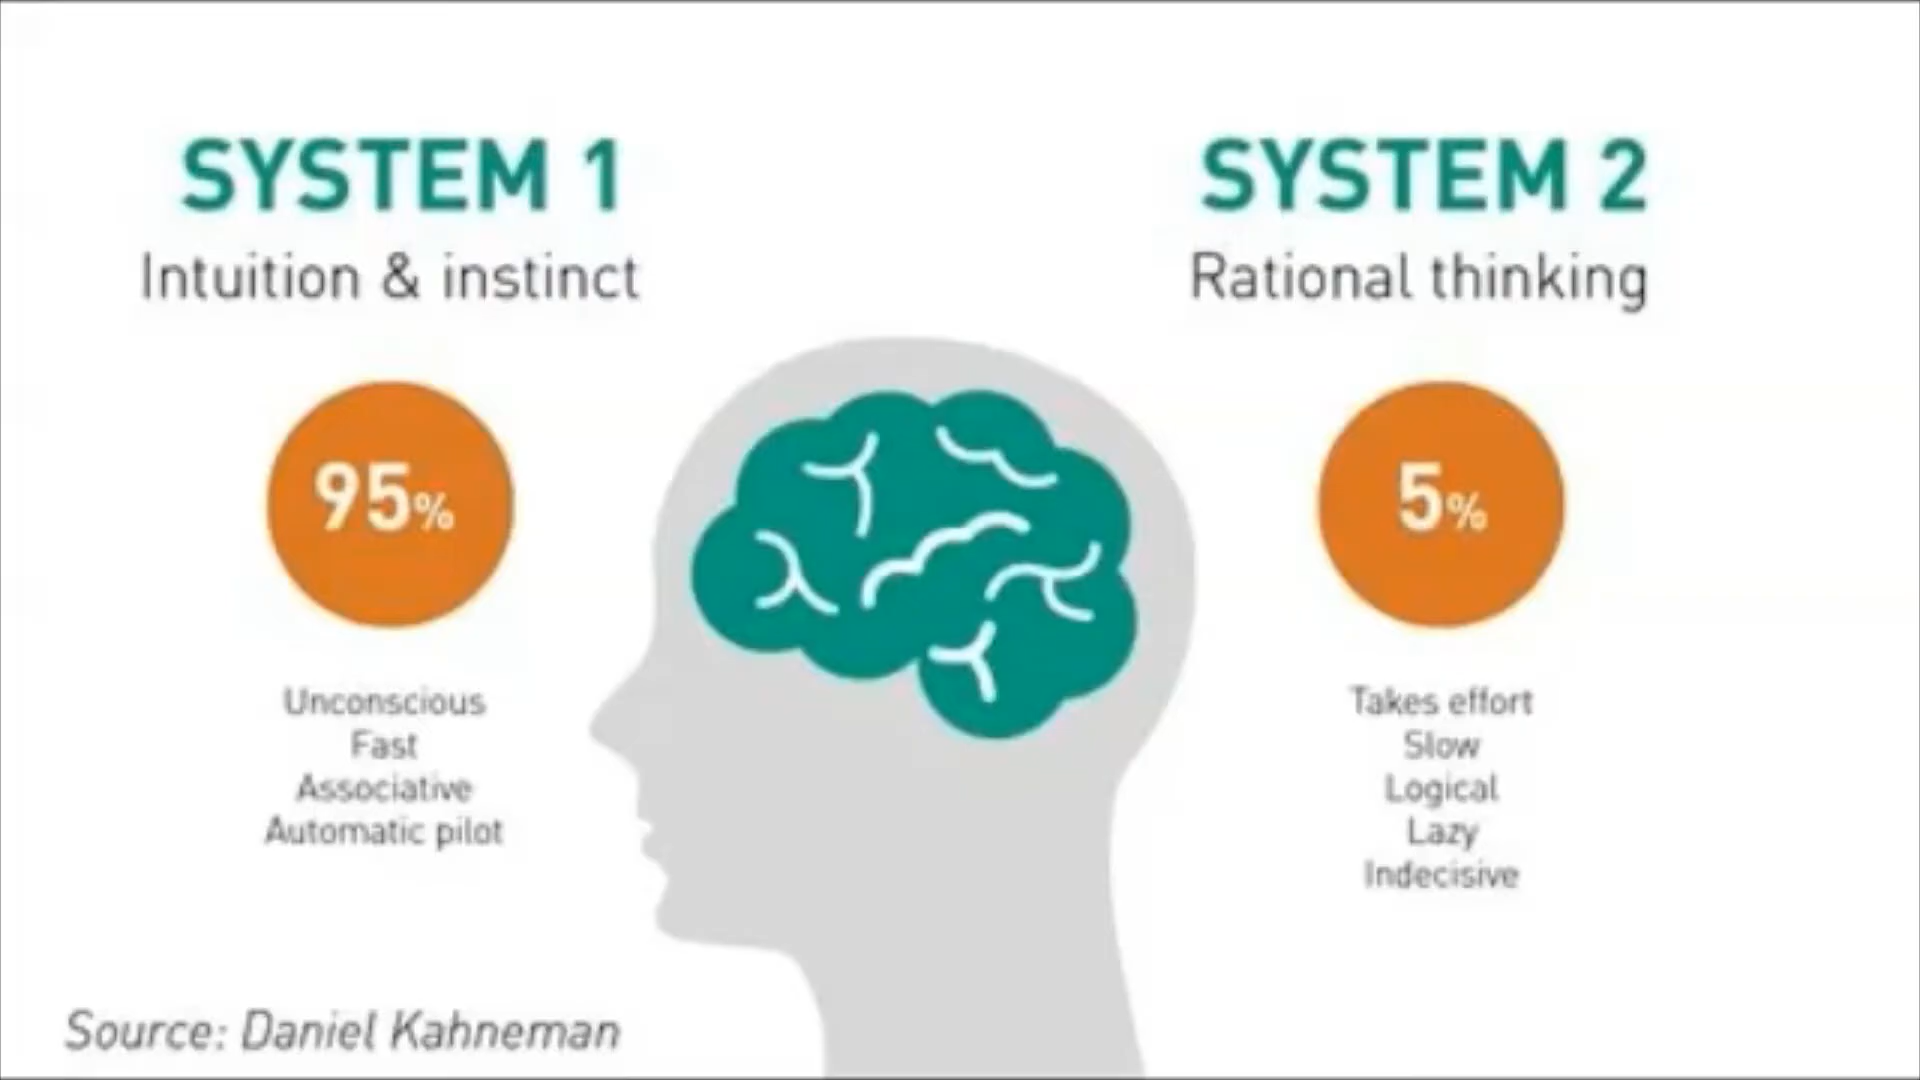 SYSTEM 1
Intuition & instinct
95%
Unconscious
Fast
Associative
Automatic pilot
SYSTEM 2
Rational thinking
5%
Takes effort
Slow
Logical
Lazy
Indecisive
Source: Daniel Kahneman